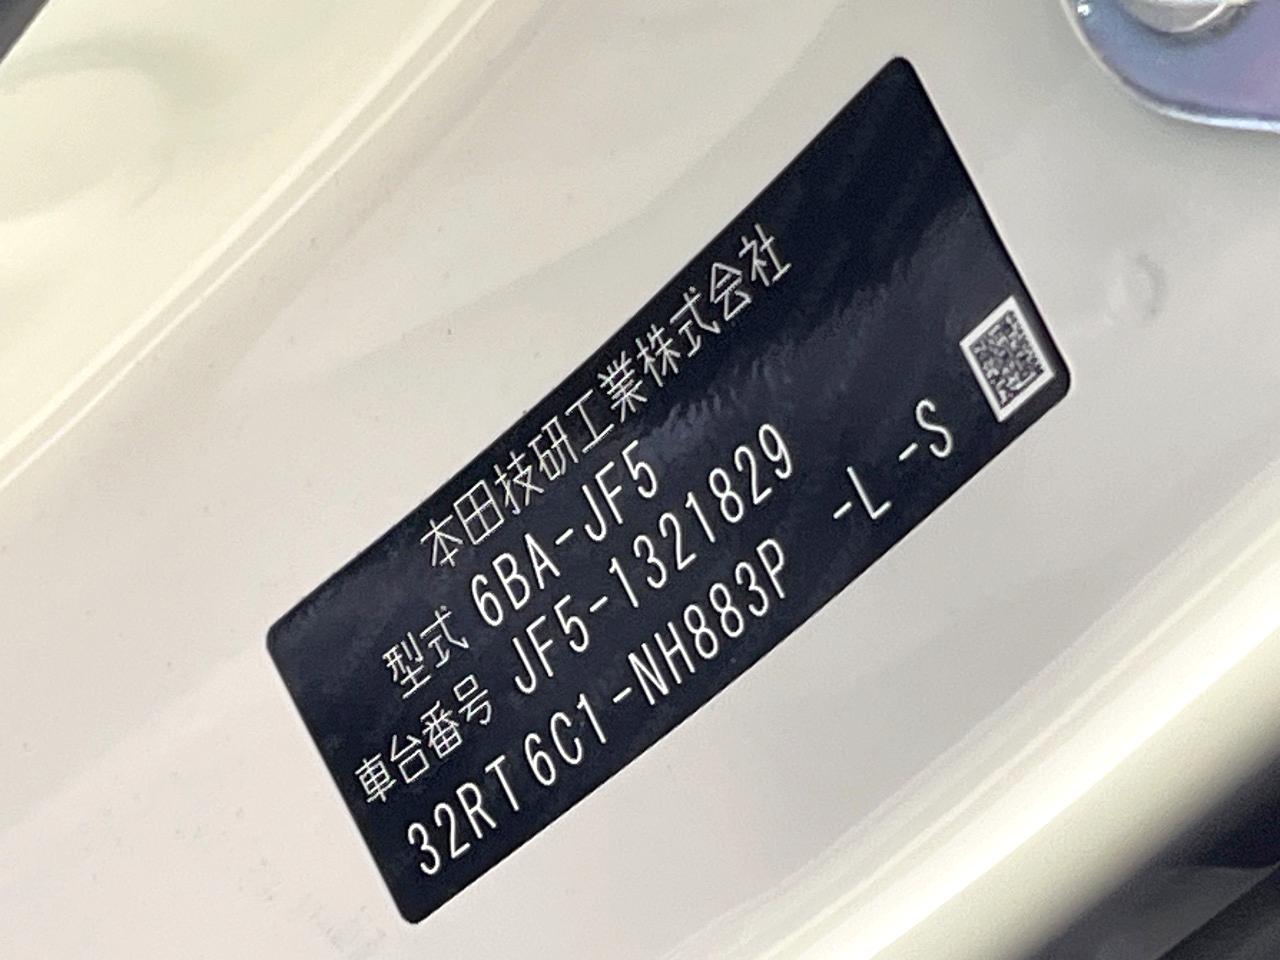 本田技研工業株式会社
型式 6BA-JF5
車台番号 JF5-1321829
32RT6C1-NH883P -L -S